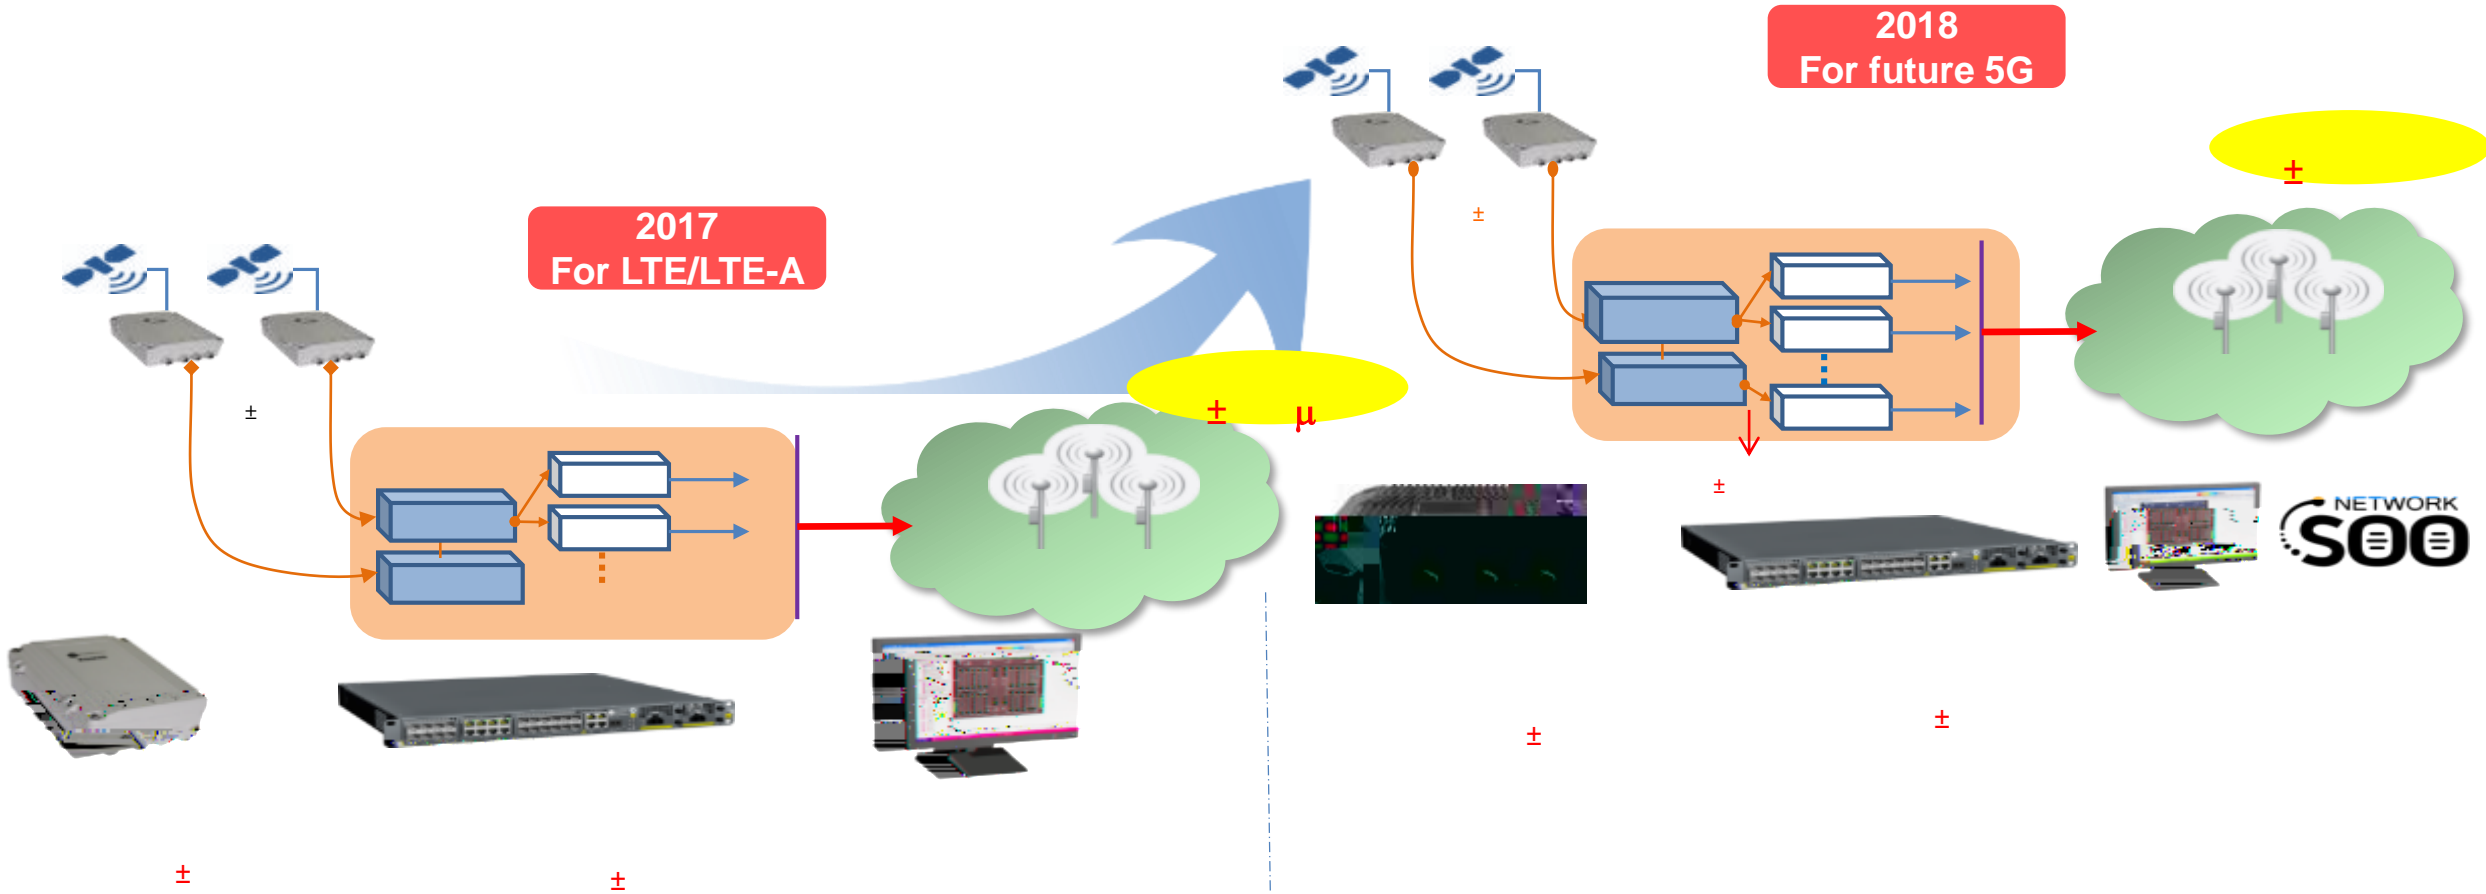 2018
For future 5G
±
±
2017
For LTE/LTE-A
±
± μ
±
NETWORK
SOO
±
±
±
±